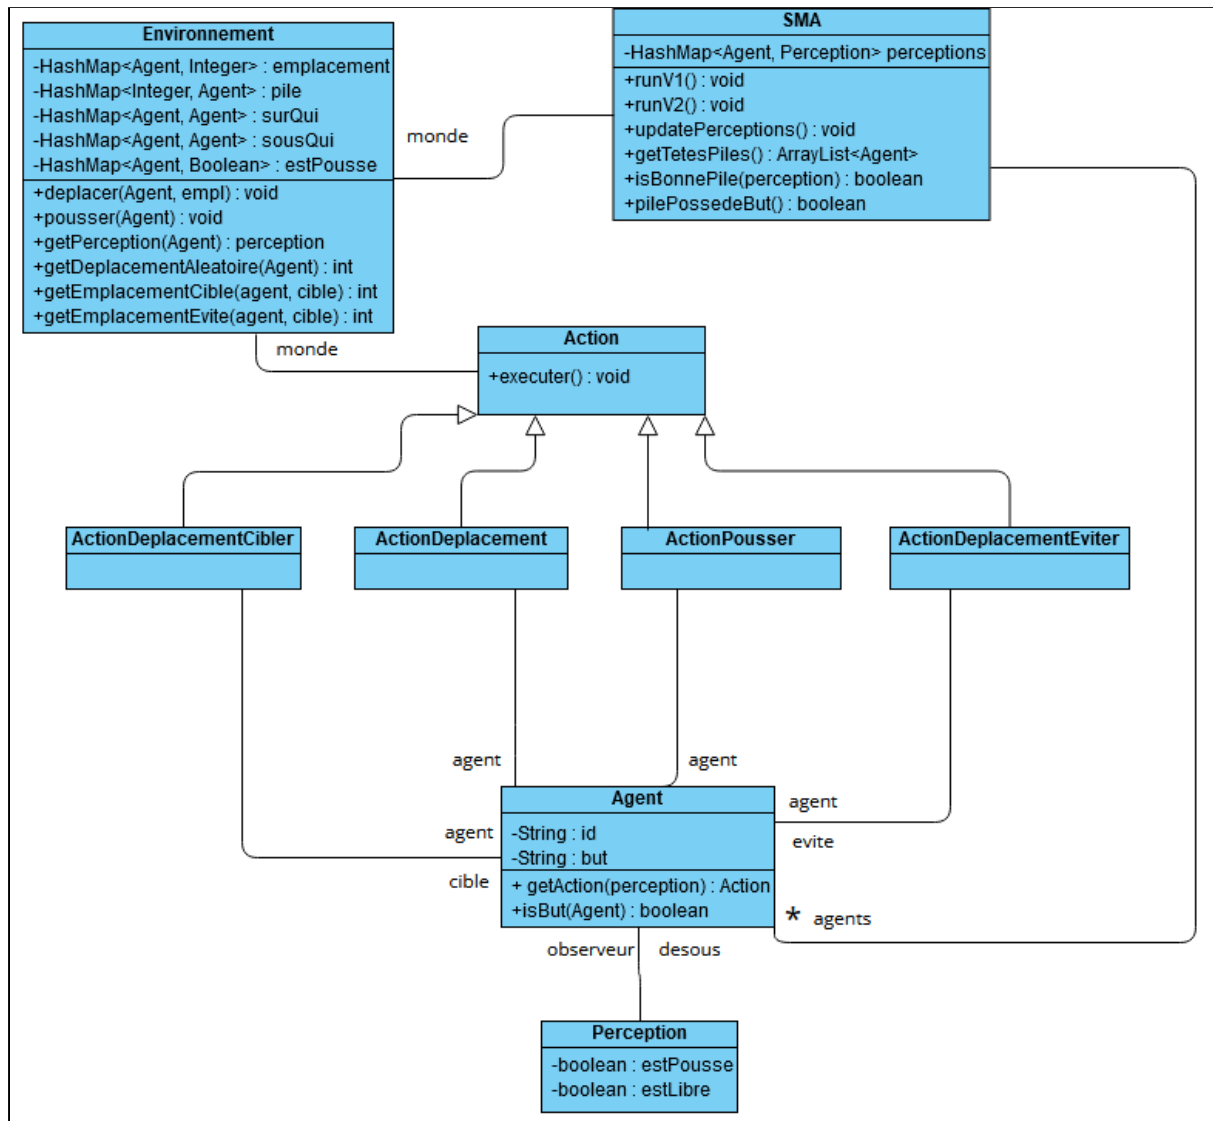 Environnement
-HashMap<Agent, Integer> : emplacement
-HashMap<Integer, Agent> : pile
-HashMap<Agent, Agent> : surQui
-HashMap<Agent, Agent> : sousQui
-HashMap<Agent, Boolean> : estPousse
+deplacer(Agent, empl) : void
+pousser(Agent) : void
+getPerception(Agent) : perception
+getDeplacementAleatoire(Agent) : int
+getEmplacementCible(agent, cible) : int
+getEmplacementEvite(agent, cible) : int
monde
SMA
-HashMap<Agent, Perception> perceptions
+runV1() : void
+runV2() : void
+updatePerceptions() : void
+getTetesPiles() : ArrayList<Agent>
+isBonnePile(perception) : boolean
+pilePossedeBut() : boolean
monde
Action
+executer() : void
ActionDeplacementCibler
ActionDeplacement
ActionPousser
ActionDeplacementEviter
agent
agent
agent
cible
agent
evite
* agents
Agent
-String : id
-String : but
+ getAction(perception) : Action
+isBut(Agent) : boolean
observeur
desous
Perception
-boolean : estPousse
-boolean : estLibre